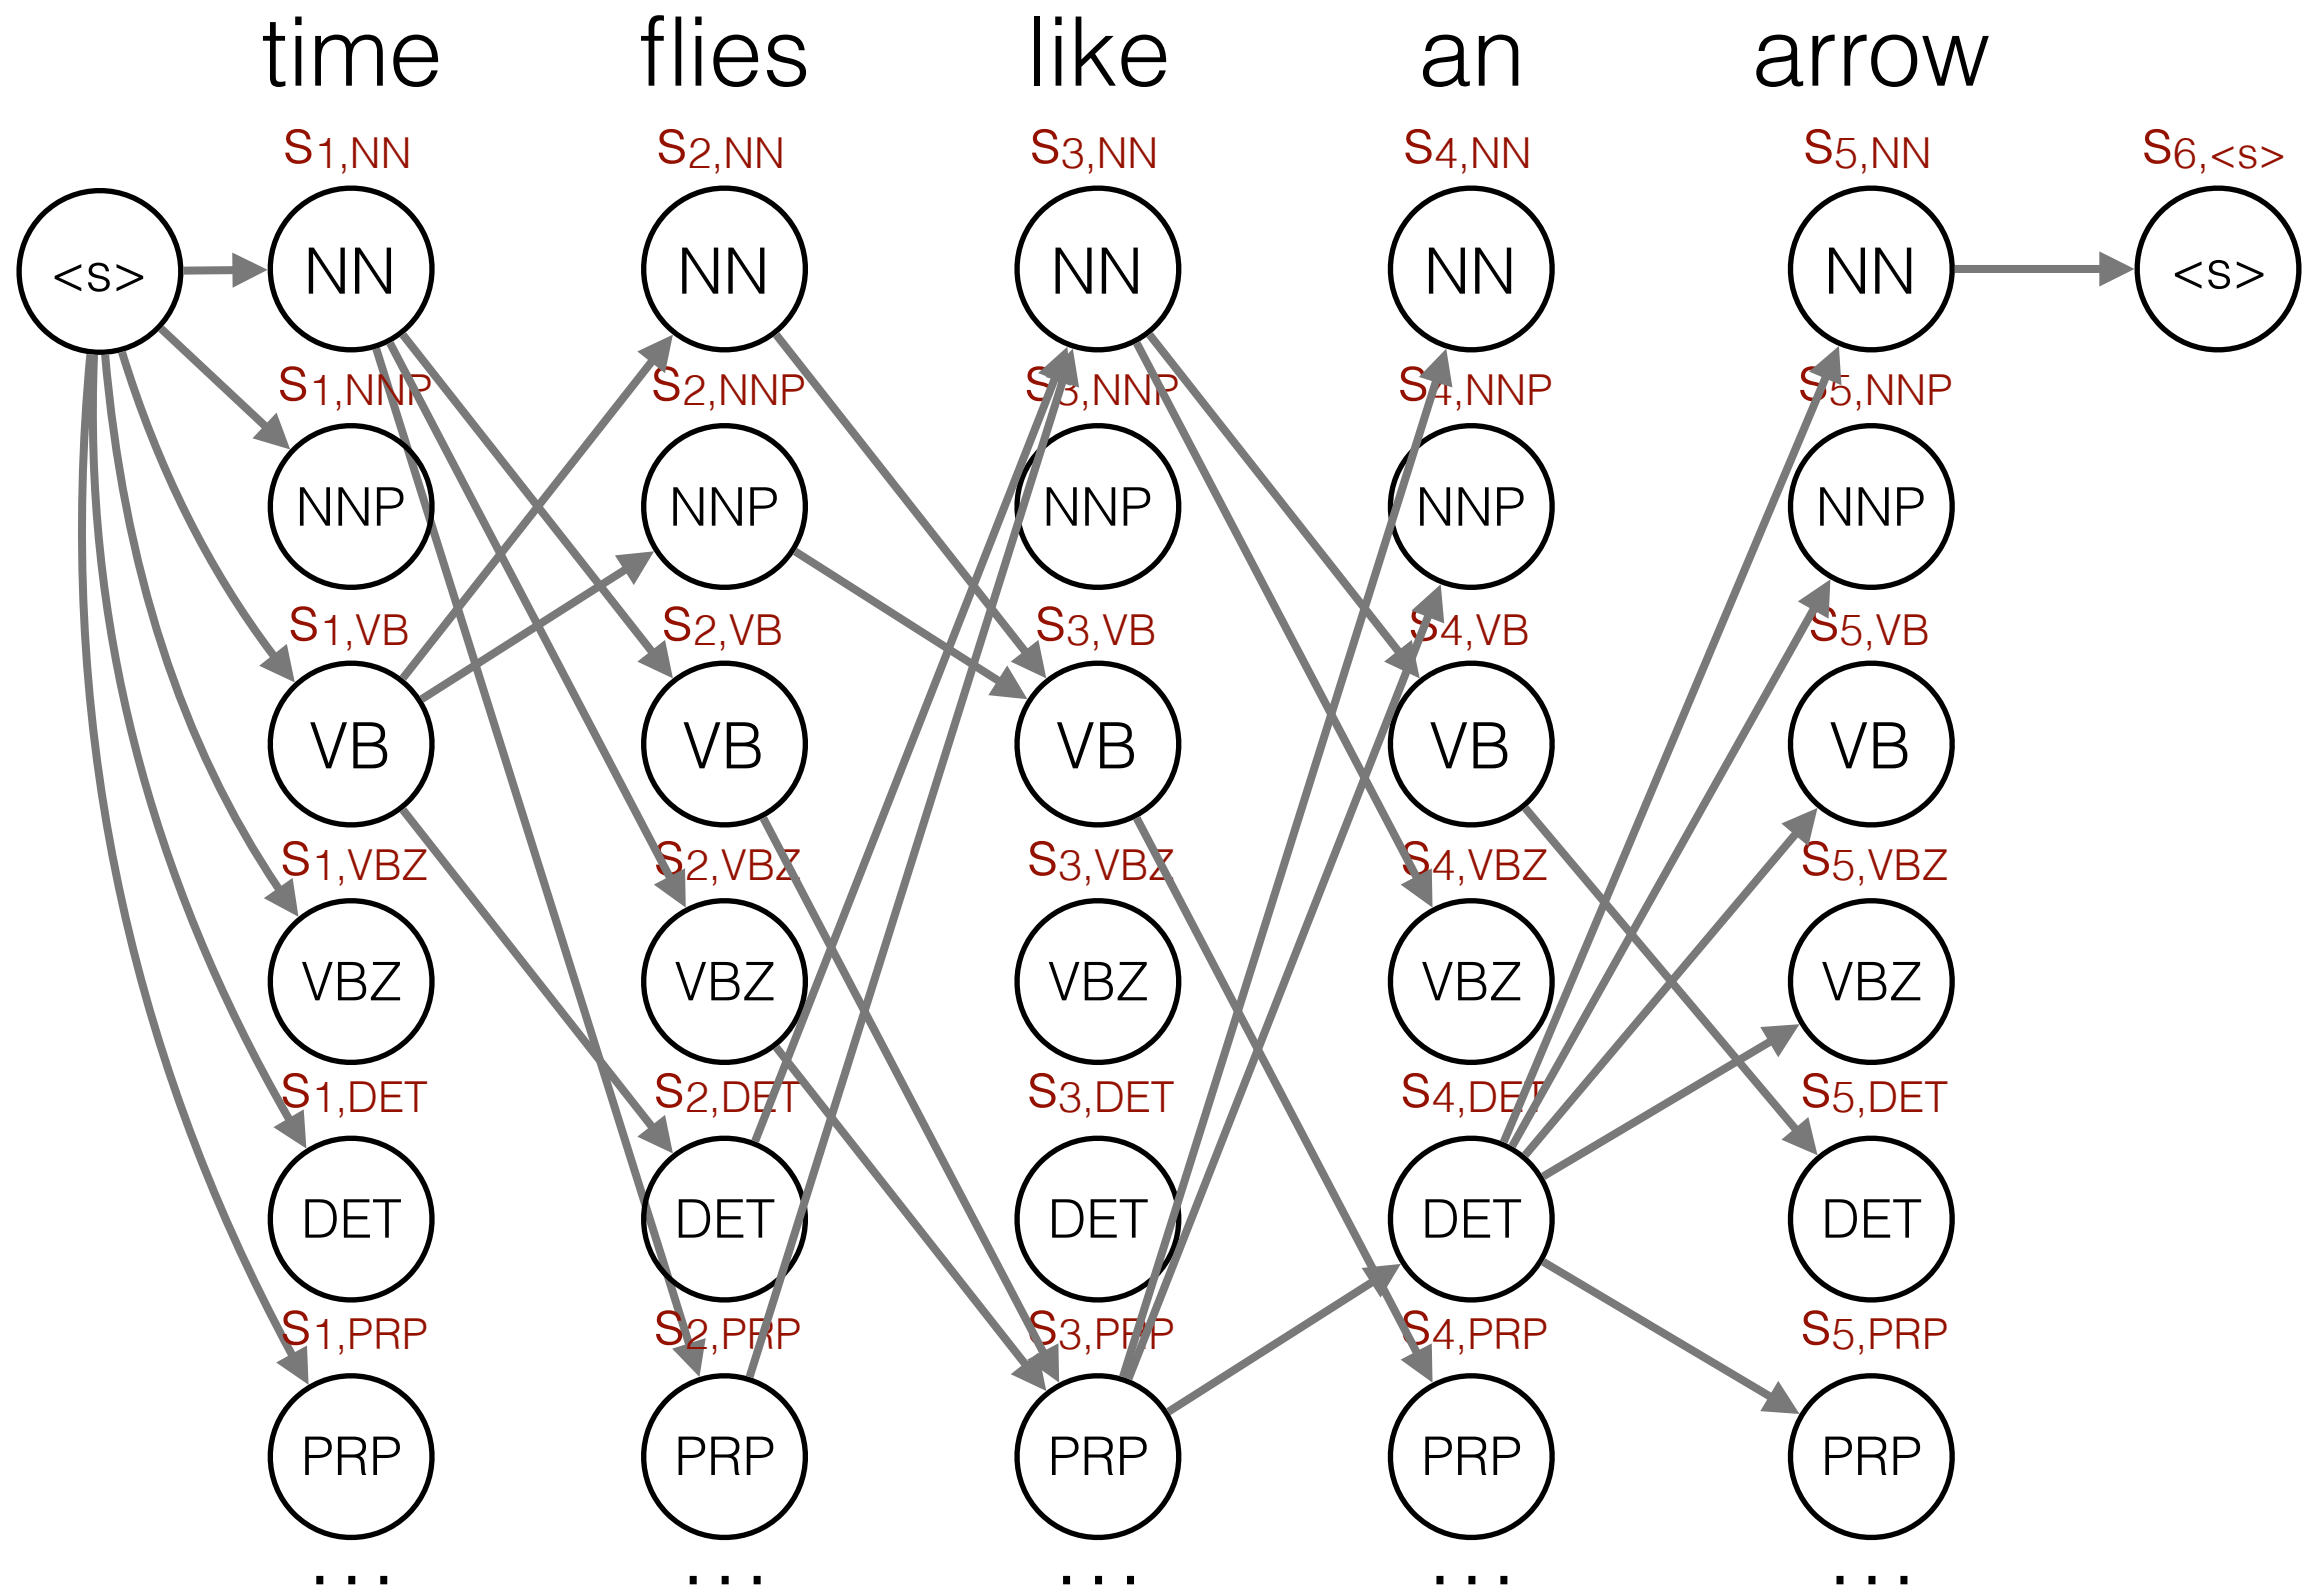 time flies like an arrow
s1,NN s2,NN s3,NN s4,NN s5,NN s6,<s>
<s> NN NN NN NN NN <s>
s1,NNP s2,NNP s3,NNP s4,NNP s5,NNP
NNP NNP NNP NNP NNP
s1,VB s2,VB s3,VB s4,VB s5,VB
VB VB VB VB VB
s1,VBZ s2,VBZ s3,VBZ s4,VBZ s5,VBZ
VBZ VBZ VBZ VBZ VBZ
s1,DET s2,DET s3,DET s4,DET s5,DET
DET DET DET DET DET
s1,PRP s2,PRP s3,PRP s4,PRP s5,PRP
PRP PRP PRP PRP PRP
... ... ... ... ...